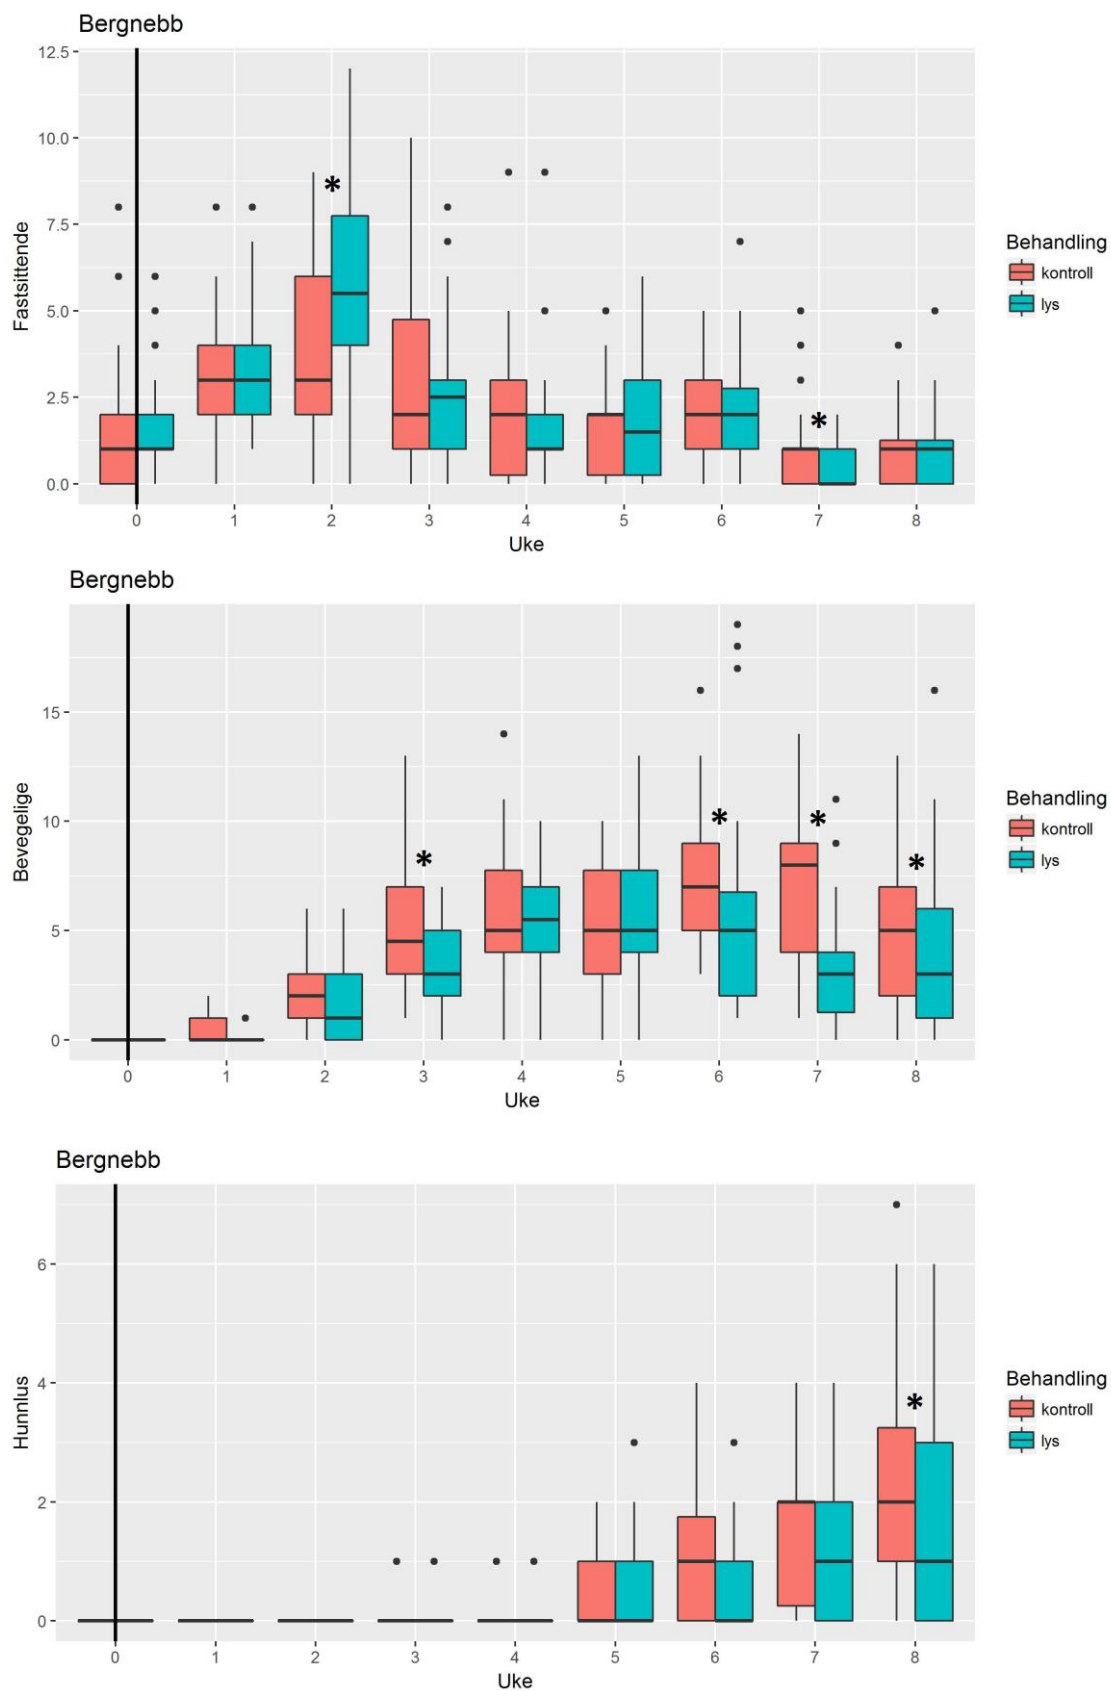 Bergnebb
12.5
10.0
7.5
5.0
2.5
0.0
Fastsittende
* *
0 1 2 3 4 5 6 7 8
Uke
Behandling
kontroll
lys
Bergnebb
15
10
5
0
Bevegelige
* * * *
0 1 2 3 4 5 6 7 8
Uke
Behandling
kontroll
lys
Bergnebb
6
4
2
0
Hunnlus
*
0 1 2 3 4 5 6 7 8
Uke
Behandling
kontroll
lys